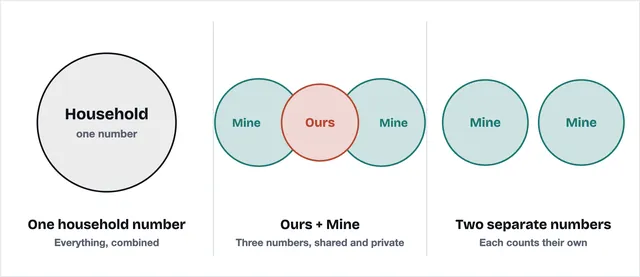 Household
one number
One household number
Everything, combined
Mine
Ours
Mine
Ours + Mine
Three numbers, shared and private
Mine
Mine
Two separate numbers
Each counts their own